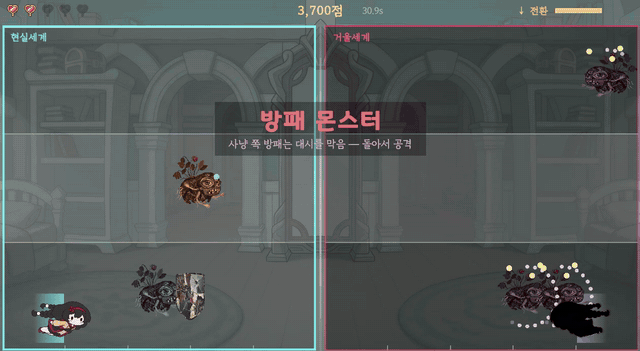 3,700점
30.9s
↓ 전환
현실세계
거울세계
방패 몬스터
사냥 쪽 방패는 대시를 막음 — 돌아서 공격